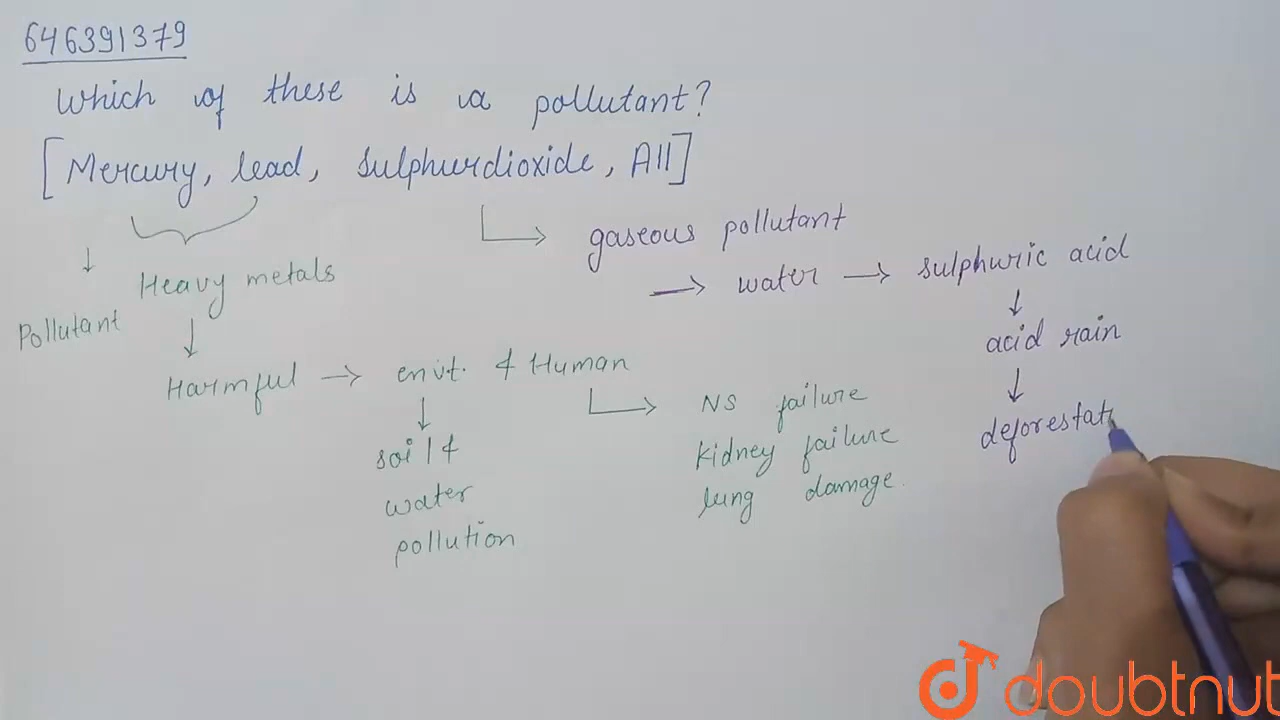 646391379
Which of these is a pollutant?
[Mercury, lead, sulphurdioxide, All]
gaseous pollutant
→ water → sulphuric acid
↓
acid rain
↓
deforestati
↓
Pollutant
Heavy metals
↓
Harmful → envt. & Human
↓
soil &
water
pollution
NS failure
kidney failure
lung damage.
doubtnut